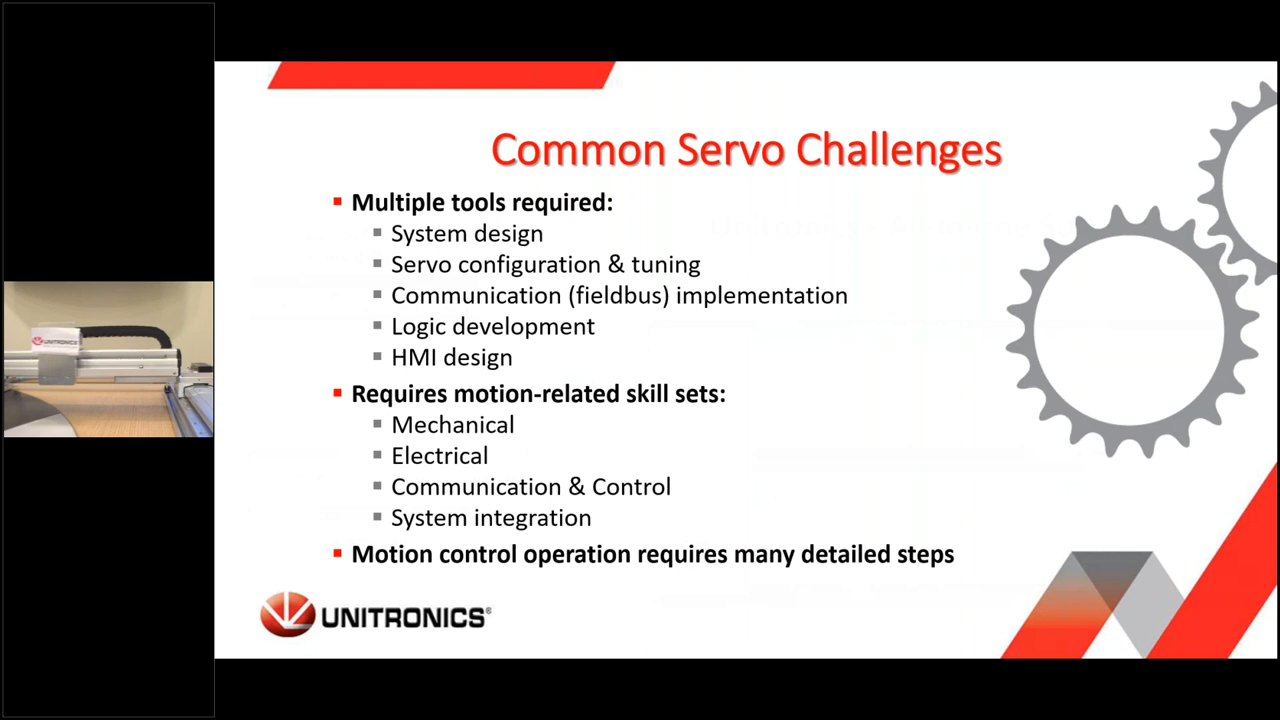 Common Servo Challenges
Multiple tools required:
System design
Servo configuration & tuning
Communication (fieldbus) implementation
Logic development
HMI design
Requires motion-related skill sets:
Mechanical
Electrical
Communication & Control
System integration
Motion control operation requires many detailed steps
UNITRONICS®
UNITRONICS